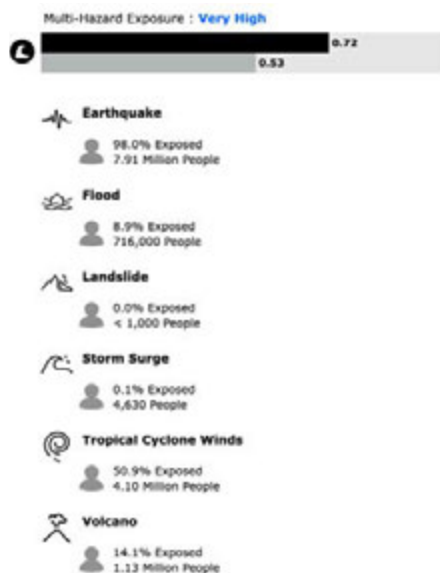 Multi-Hazard Exposure : Very High
0.72
0.53
Earthquake
98.0% Exposed
7.91 Million People
Flood
8.9% Exposed
716,000 People
Landslide
0.0% Exposed
< 1,000 People
Storm Surge
0.1% Exposed
4,630 People
Tropical Cyclone Winds
50.9% Exposed
4.10 Million People
Volcano
14.1% Exposed
1.13 Million People